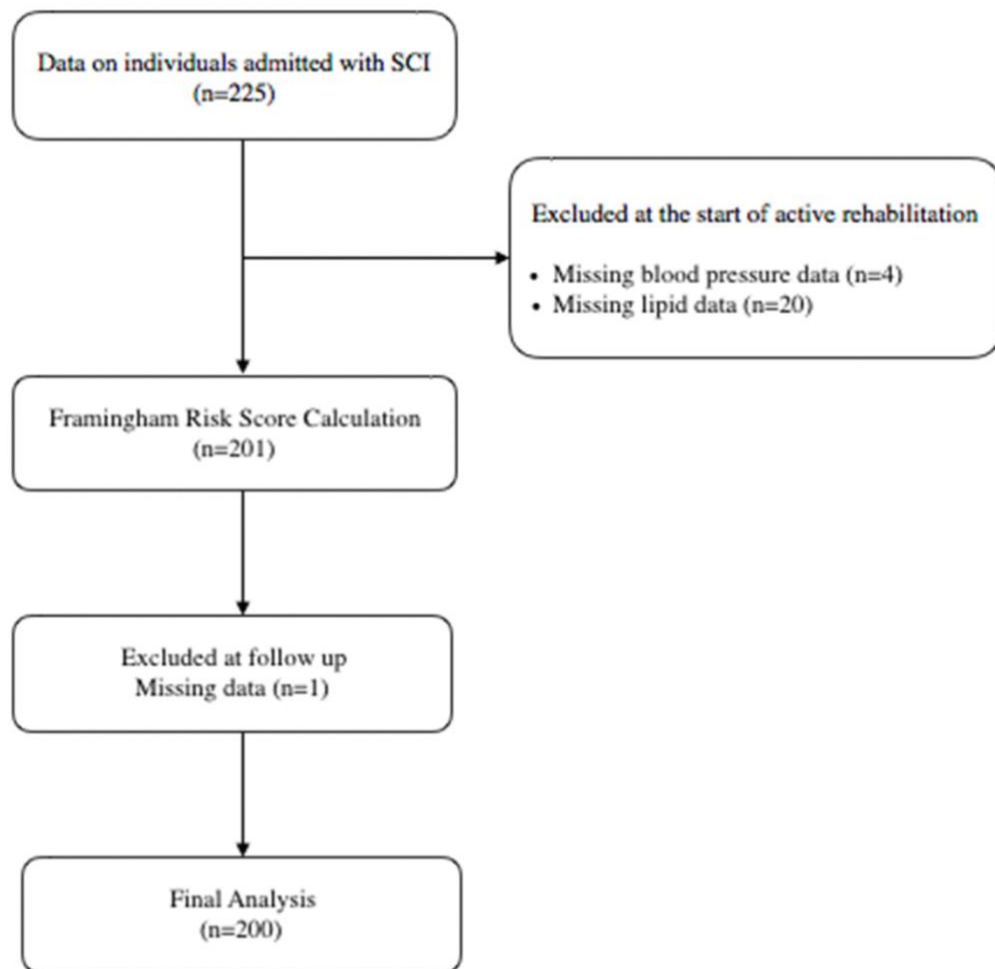 Data on individuals admitted with SCI
(n=225)
Excluded at the start of active rehabilitation
• Missing blood pressure data (n=4)
• Missing lipid data (n=20)
Framingham Risk Score Calculation
(n=201)
Excluded at follow up
Missing data (n=1)
Final Analysis
(n=200)